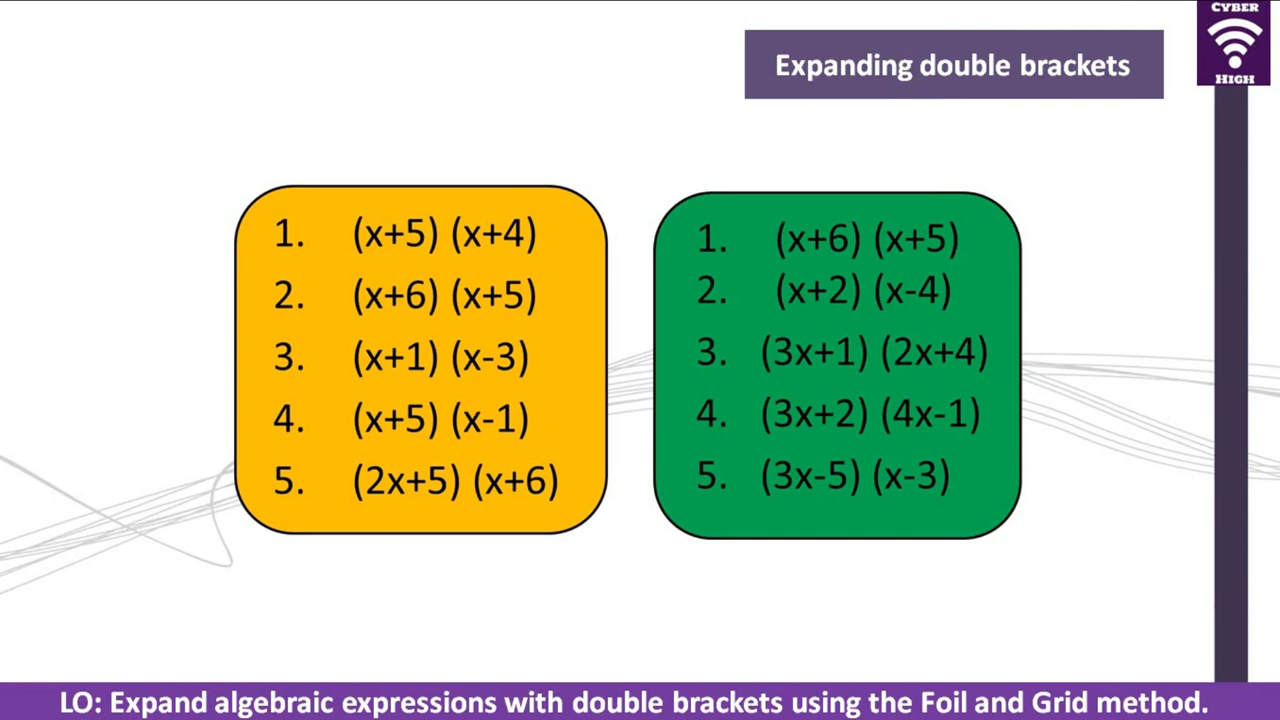 CYBER
HIGH
Expanding double brackets
1. (x+5) (x+4)
2. (x+6) (x+5)
3. (x+1) (x-3)
4. (x+5) (x-1)
5. (2x+5) (x+6)
1. (x+6) (x+5)
2. (x+2) (x-4)
3. (3x+1) (2x+4)
4. (3x+2) (4x-1)
5. (3x-5) (x-3)
LO: Expand algebraic expressions with double brackets using the Foil and Grid method.